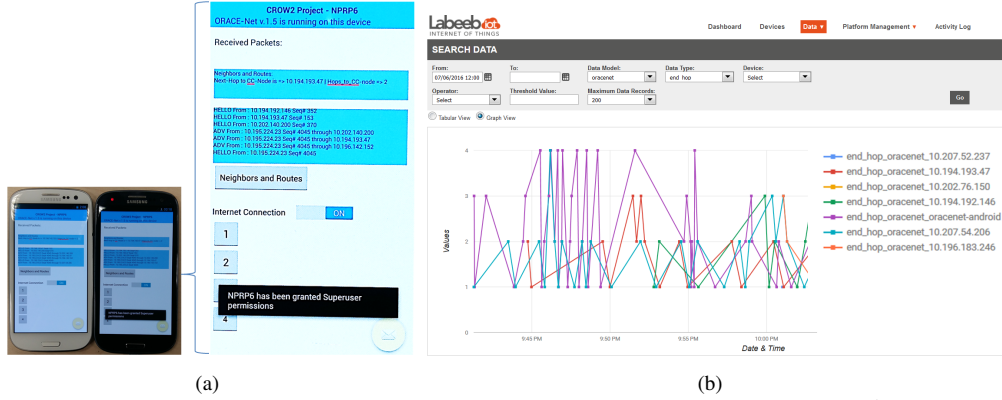 CROW2 Project - NPRP6
ORACE-Net v.1.5 is running on this device
Received Packets:
Neighbors and Routes:
Next-Hop to CC-Node is => 10.194.193.47 | Hops_to_CC-node => 2
HELLO From : 10.194.192.146 Seq# 352
HELLO From : 10.194.193.47 Seq# 153
HELLO From : 10.202.140.200 Seq# 370
ADV From : 10.195.224.23 Seq# 4045 through 10.202.140.200
ADV From : 10.195.224.23 Seq# 4045 through 10.194.193.47
ADV From : 10.195.224.23 Seq# 4045 through 10.196.142.152
HELLO From : 10.195.224.23 Seq# 4045
Neighbors and Routes
Internet Connection ON
1
2
NPRP6 has been granted Superuser
permissions
4
SAMSUNG
(a)
Labeeb IoT
INTERNET OF THINGS
Dashboard Devices Data ▾ Platform Management ▾ Activity Log
SEARCH DATA
From: To: Data Model: Data Type: Device:
07/06/2016 12:00 oracenet end_hop Select
Operator: Threshold Value: Maximum Data Records:
Select 200 Go
Tabular View Graph View
4
3
2
1
0
Values
9:45 PM 9:50 PM 9:55 PM 10:00 PM
Date & Time
end_hop_oracenet_10.207.52.237
end_hop_oracenet_10.194.193.47
end_hop_oracenet_10.202.76.150
end_hop_oracenet_10.194.192.146
end_hop_oracenet_oracenet-android
end_hop_oracenet_10.207.54.206
end_hop_oracenet_10.196.183.246
(b)